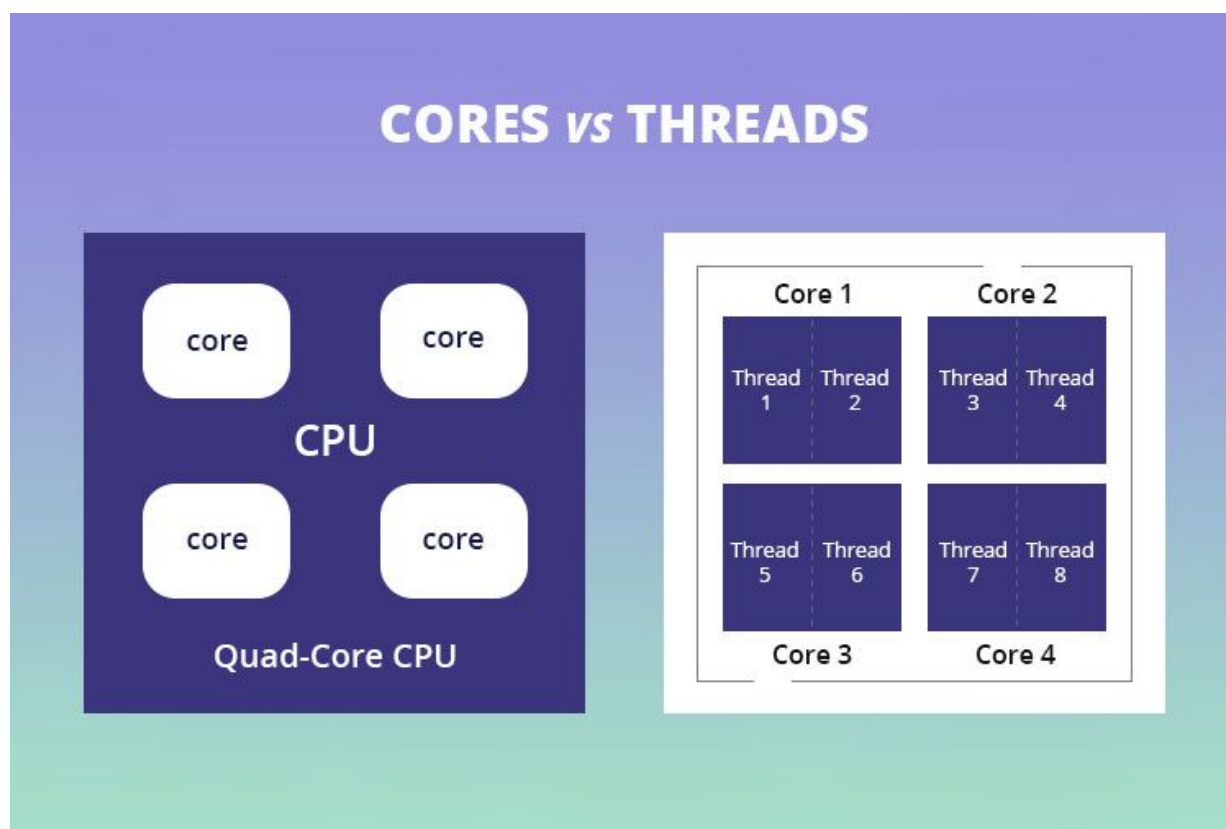 CORES vs THREADS
core
core
CPU
core
core
Quad-Core CPU
Core 1
Core 2
Thread
1
Thread
2
Thread
3
Thread
4
Thread
5
Thread
6
Thread
7
Thread
8
Core 3
Core 4